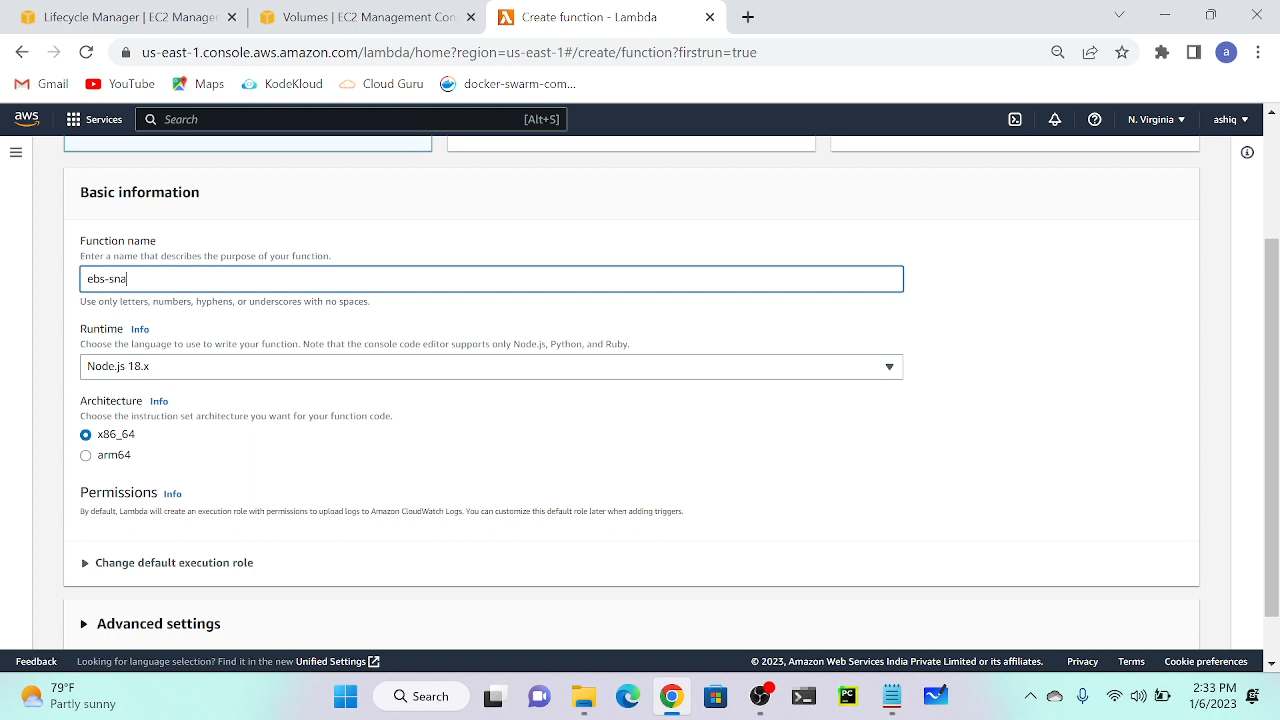 Lifecycle Manager | EC2 Manage
Volumes | EC2 Management Con
Create function - Lambda
us-east-1.console.aws.amazon.com/lambda/home?region=us-east-1#/create/function?firstrun=true
a
Gmail
YouTube
Maps
KodeKloud
Cloud Guru
docker-swarm-com...
aws
Services
Search
[Alt+S]
N. Virginia
ashiq
Basic information
Function name
Enter a name that describes the purpose of your function.
ebs-sna
Use only letters, numbers, hyphens, or underscores with no spaces.
Runtime Info
Choose the language to use to write your function. Note that the console code editor supports only Node.js, Python, and Ruby.
Node.js 18.x
Architecture Info
Choose the instruction set architecture you want for your function code.
x86_64
arm64
Permissions Info
By default, Lambda will create an execution role with permissions to upload logs to Amazon CloudWatch Logs. You can customize this default role later when adding triggers.
Change default execution role
Advanced settings
Feedback
Looking for language selection? Find it in the new Unified Settings
© 2023, Amazon Web Services India Private Limited or its affiliates.
Privacy
Terms
Cookie preferences
79°F
Partly sunny
Search
PC
2:33 PM
1/6/2023